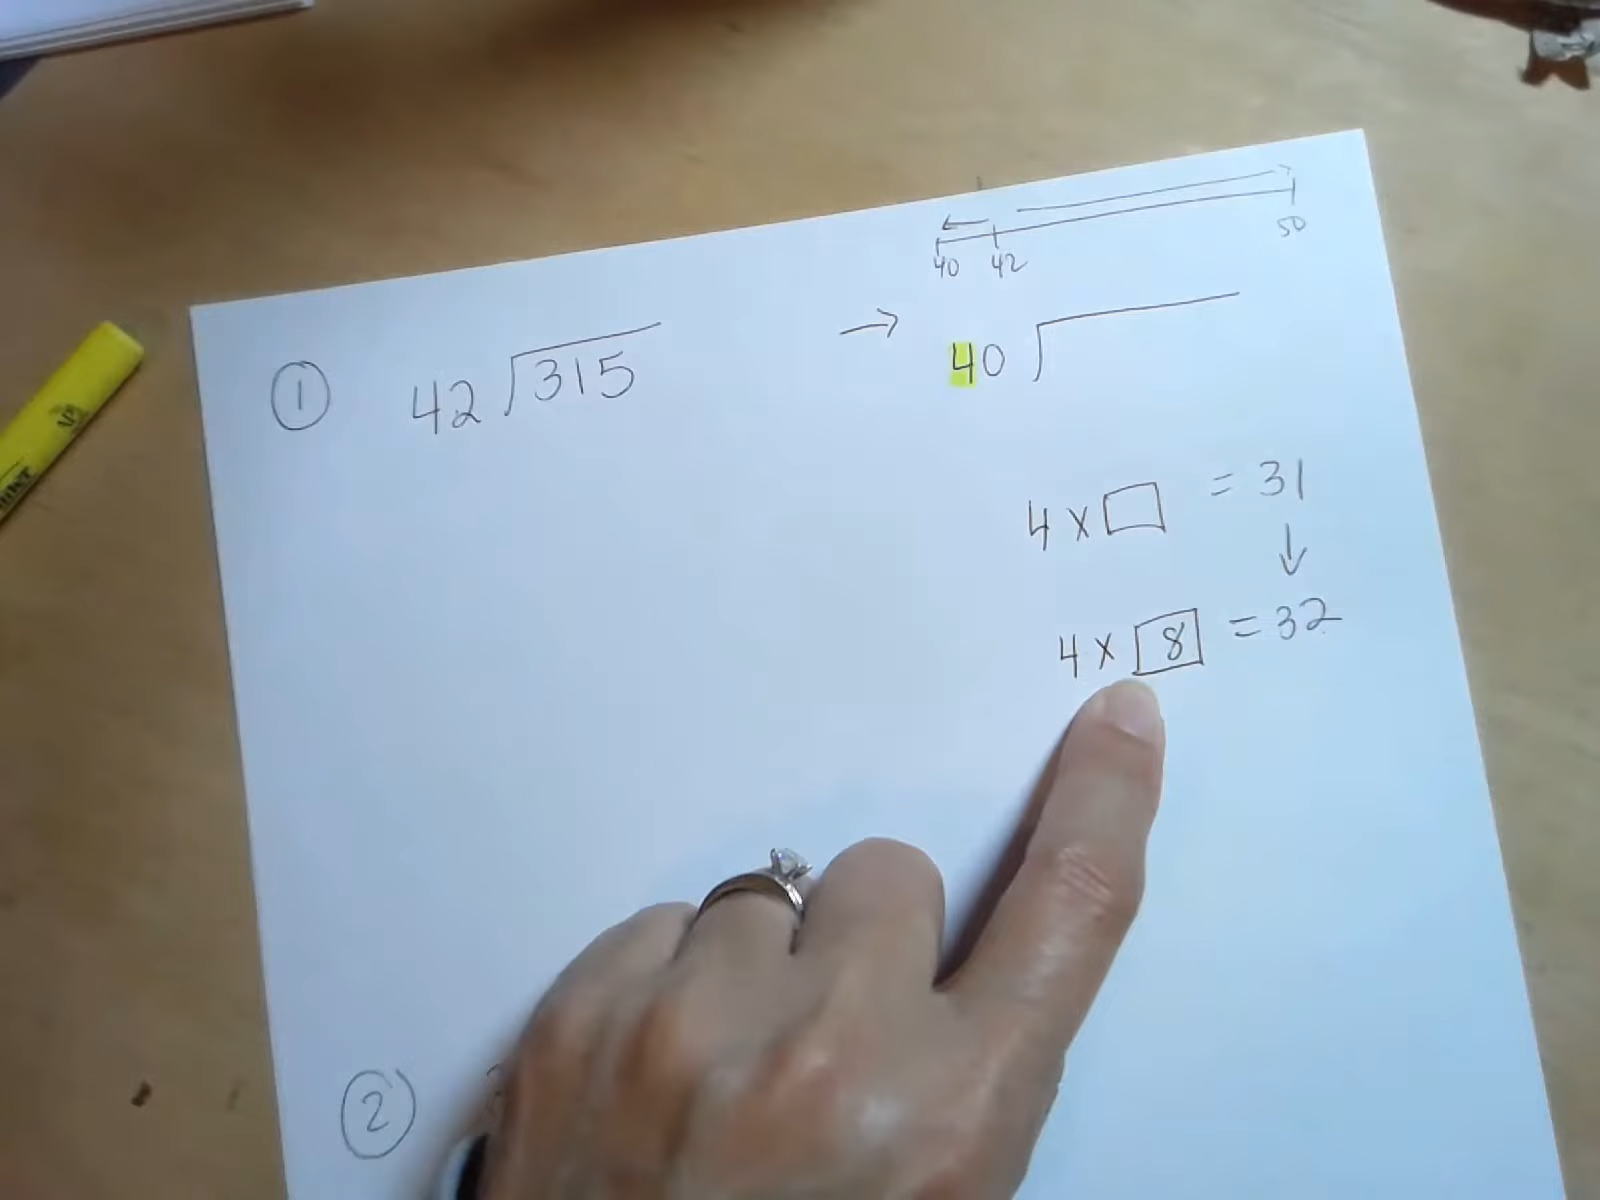 40 42 50
① 42 ⟌315 → 40 ⟌
4 x □ = 31
↓
4 x 8 = 32
②